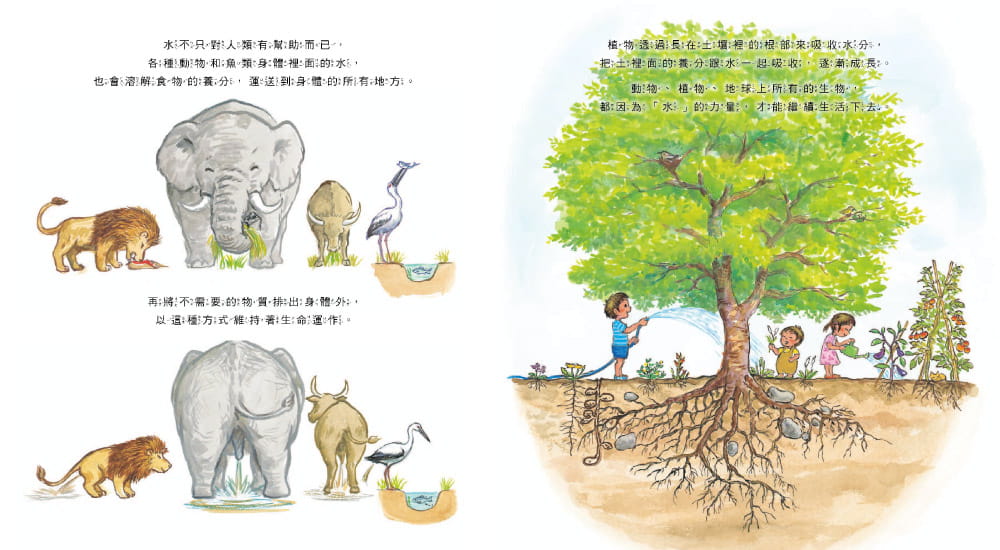 水不只對人類有幫助而已，
各種動物和魚類身體裡面的水，
也會溶解食物的養分，運送到身體的所有地方。
再將不需要的物質排出身體外，
以這種方式維持著生命運作。
植物透過長在土壤裡的根部來吸收水分，
把土裡面的養分跟水一起吸收，逐漸成長。
動物、植物、地球上所有的生物，
都因為「水」的力量，才能繼續生活下去。